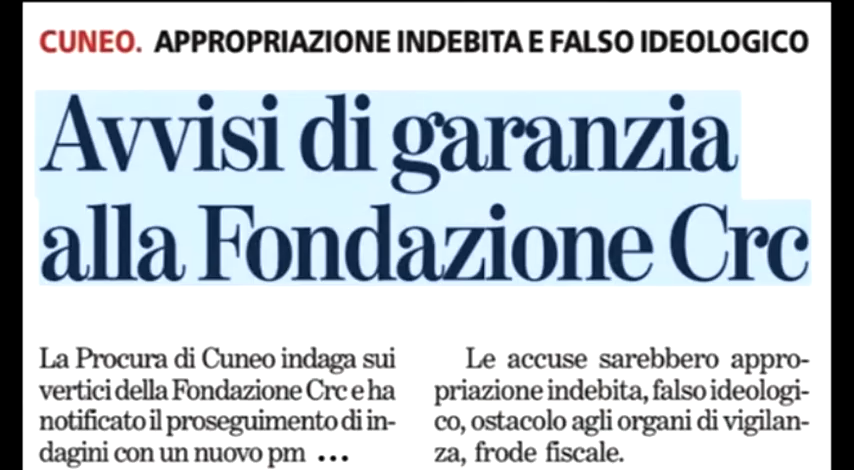 CUNEO. APPROPRIAZIONE INDEBITA E FALSO IDEOLOGICO
Avvisi di garanzia
alla Fondazione Crc
La Procura di Cuneo indaga sui
vertici della Fondazione Crc e ha
notificato il proseguimento di in-
dagini con un nuovo pm ...
Le accuse sarebbero appro-
priazione indebita, falso ideologi-
co, ostacolo agli organi di vigilan-
za, frode fiscale.